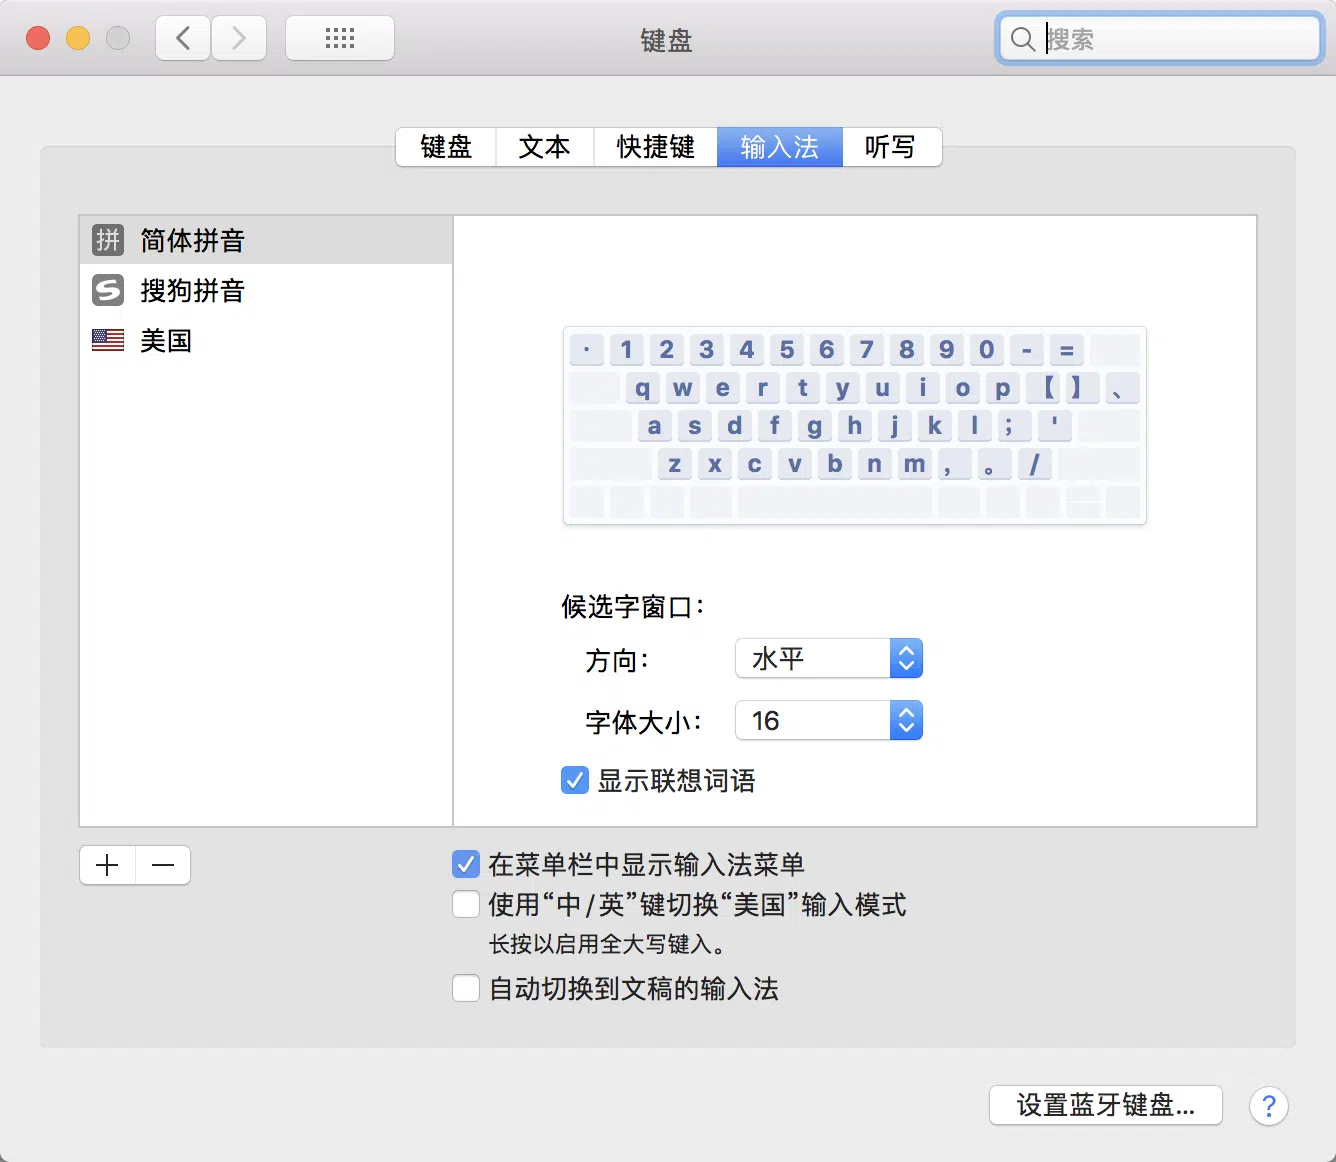 键盘
搜索
键盘 文本 快捷键 输入法 听写
拼 简体拼音
S 搜狗拼音
美国
· 1 2 3 4 5 6 7 8 9 0 - =
q w e r t y u i o p 【 】 、
a s d f g h j k l ; '
z x c v b n m , 。 /
候选字窗口：
方向： 水平
字体大小： 16
显示联想词语
+ −
在菜单栏中显示输入法菜单
使用“中/英”键切换“美国”输入模式
长按以启用全大写键入。
自动切换到文稿的输入法
设置蓝牙键盘... ?